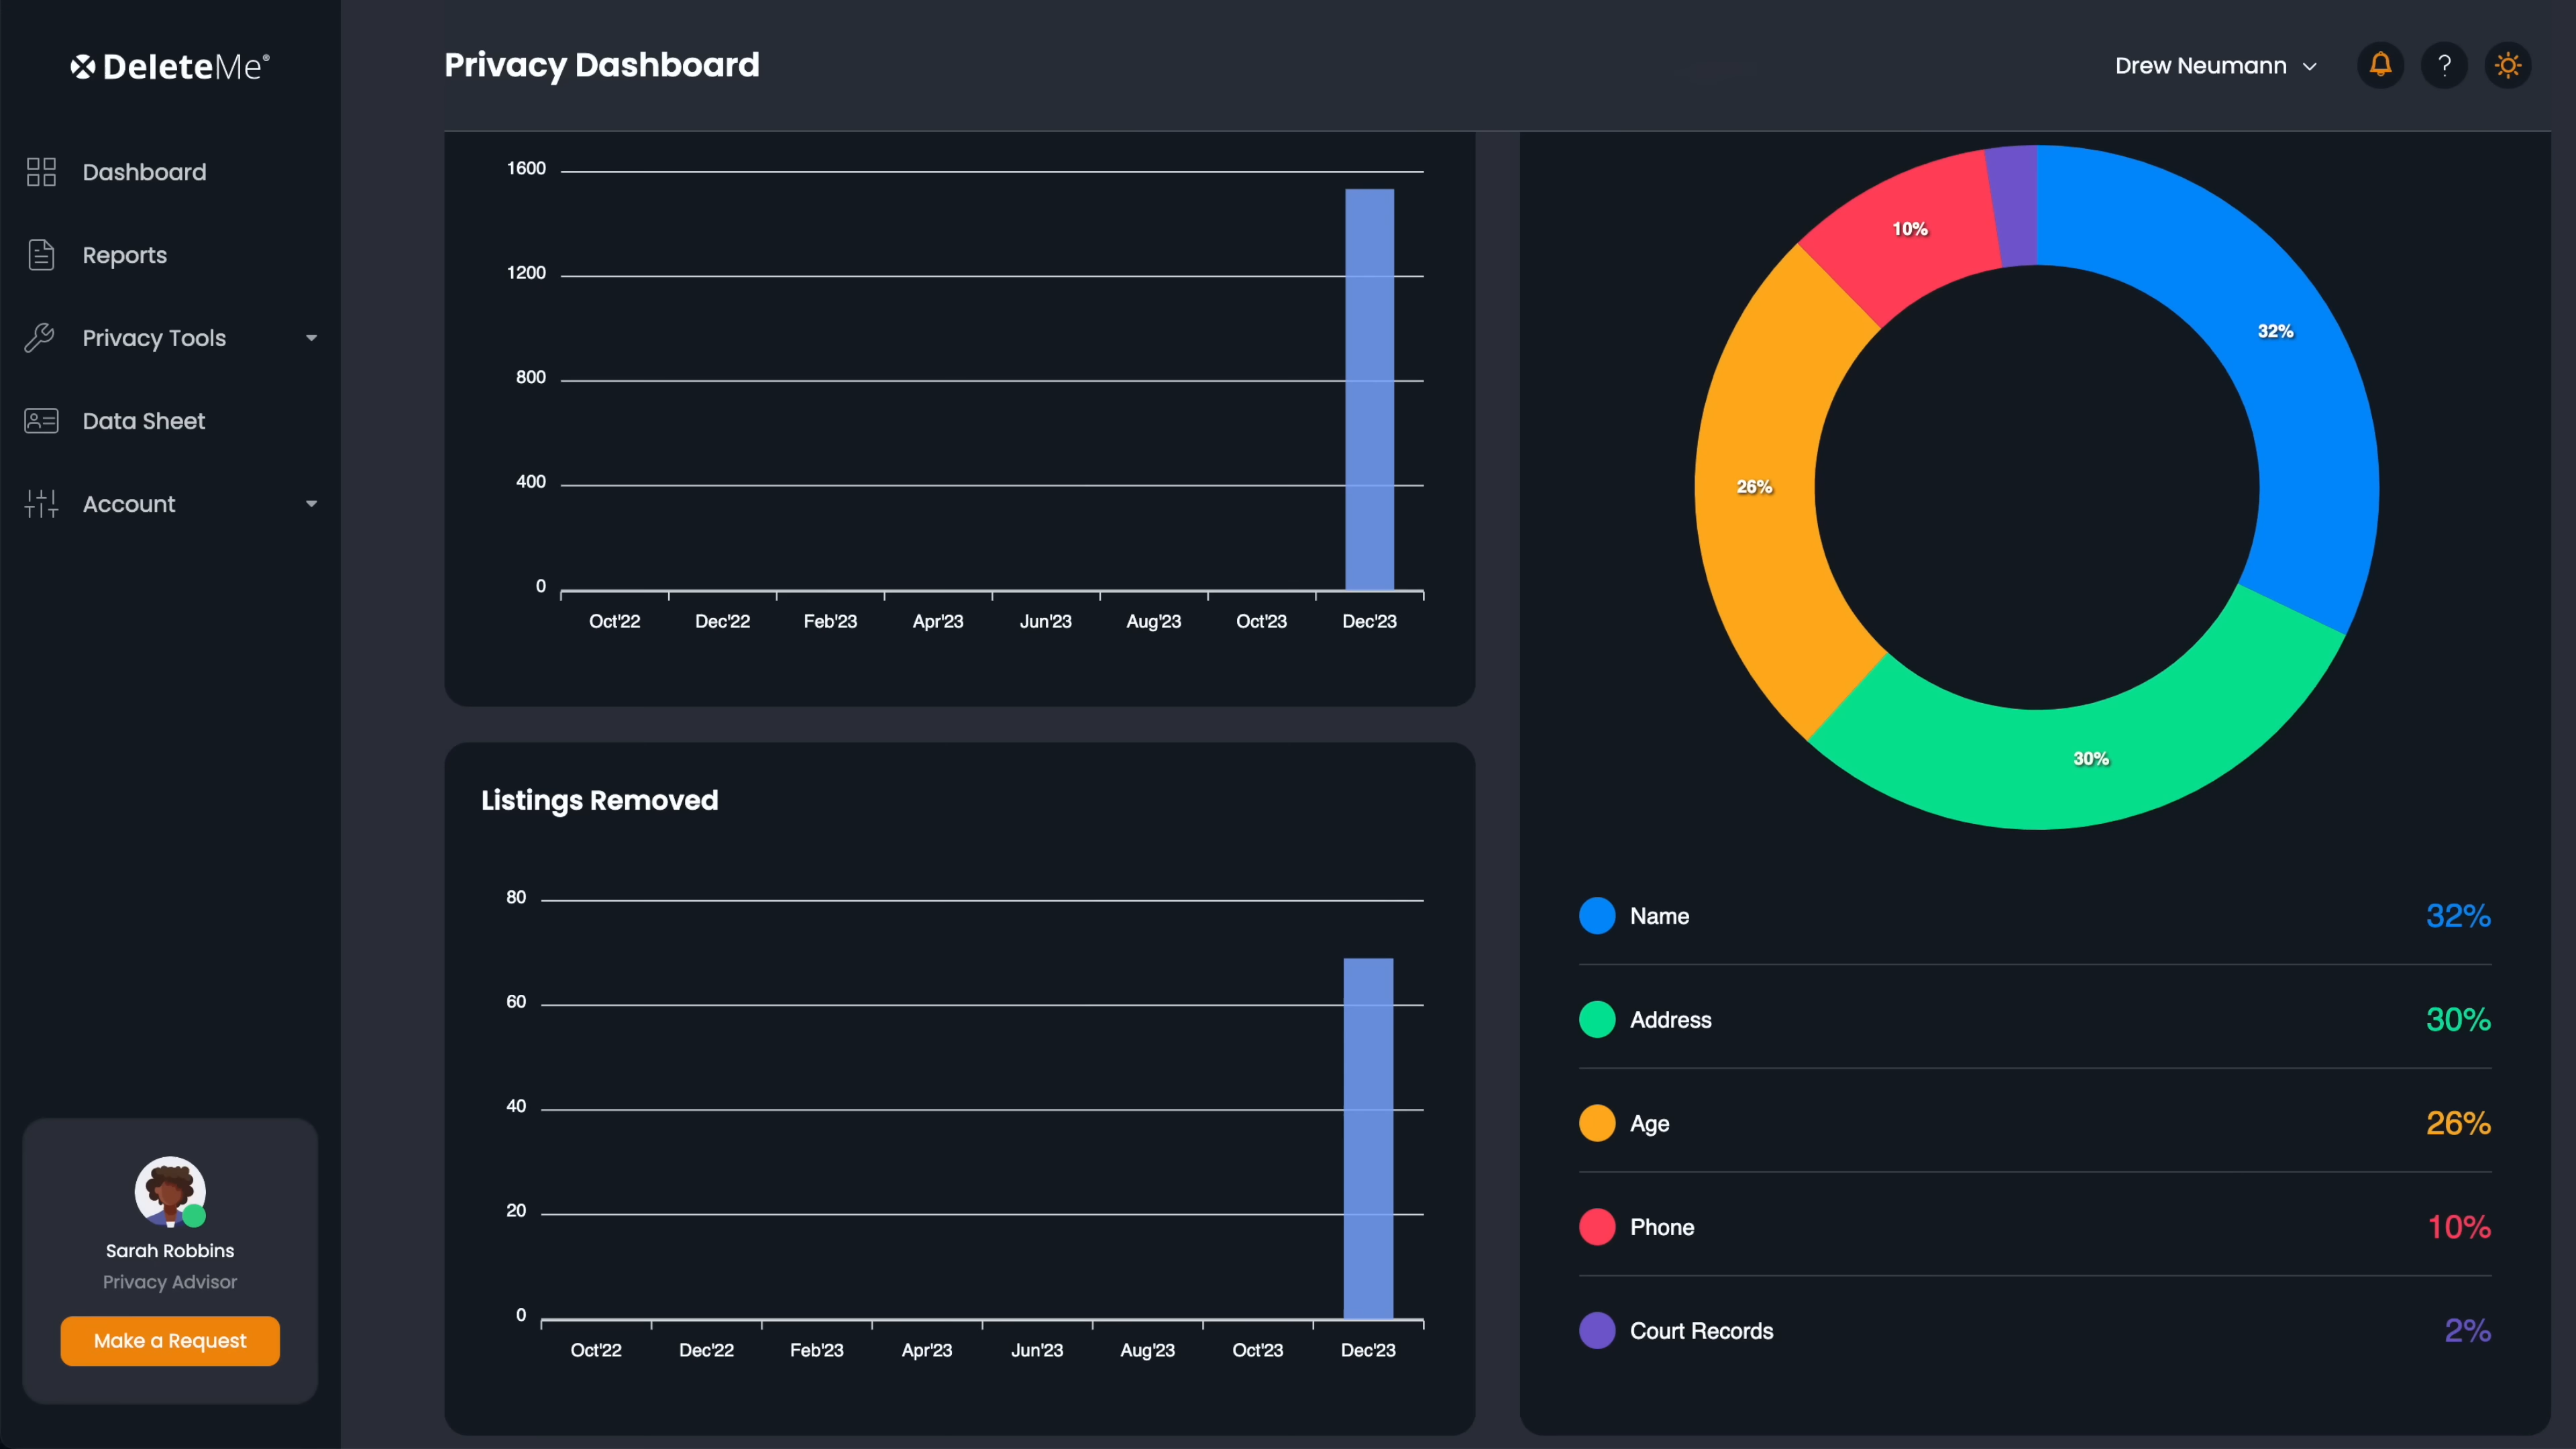 DeleteMe®
Dashboard
Reports
Privacy Tools
Data Sheet
Account
Sarah Robbins
Privacy Advisor
Make a Request
Privacy Dashboard
Drew Neumann
?
1600
1200
800
400
0
Oct'22 Dec'22 Feb'23 Apr'23 Jun'23 Aug'23 Oct'23 Dec'23
Listings Removed
80
60
40
20
0
Oct'22 Dec'22 Feb'23 Apr'23 Jun'23 Aug'23 Oct'23 Dec'23
10%
32%
26%
30%
Name 32%
Address 30%
Age 26%
Phone 10%
Court Records 2%